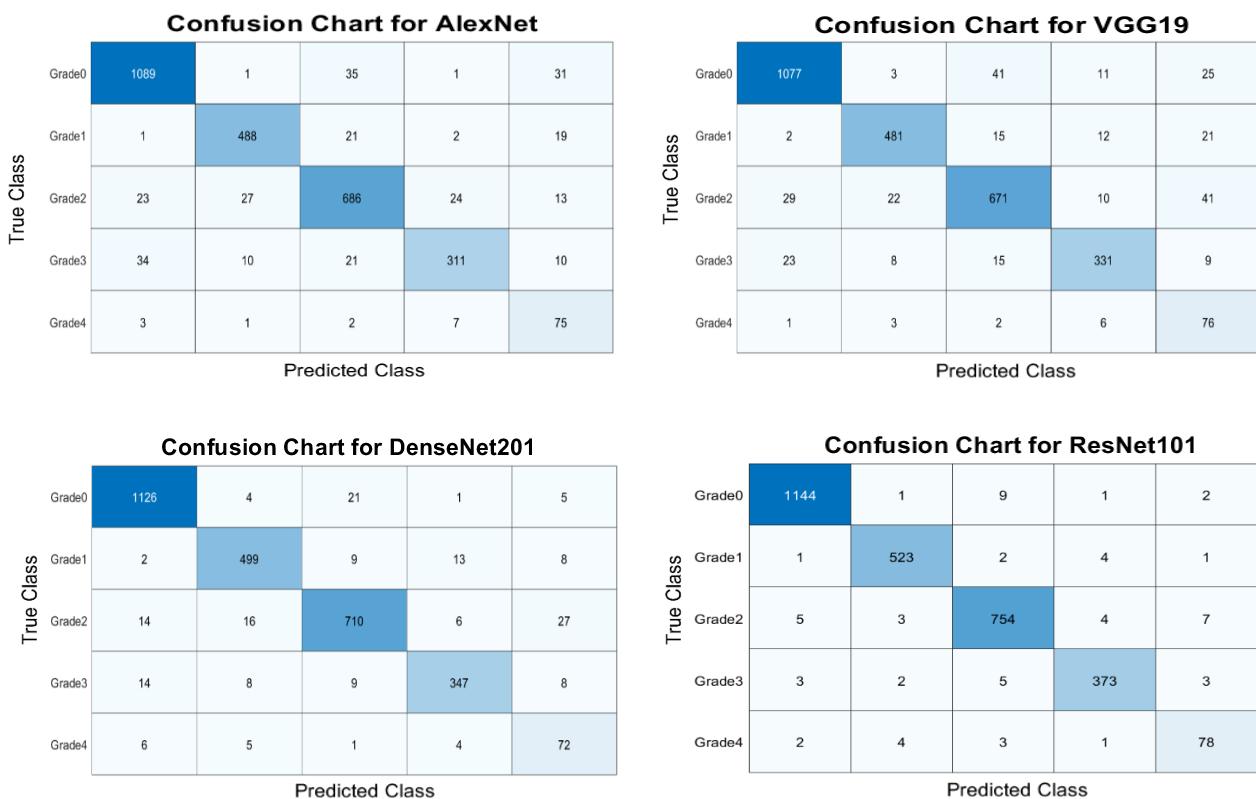 Confusion Chart for AlexNet
True Class
Grade0 1089 1 35 1 31
Grade1 1 488 21 2 19
Grade2 23 27 686 24 13
Grade3 34 10 21 311 10
Grade4 3 1 2 7 75
Predicted Class
Confusion Chart for VGG19
True Class
Grade0 1077 3 41 11 25
Grade1 2 481 15 12 21
Grade2 29 22 671 10 41
Grade3 23 8 15 331 9
Grade4 1 3 2 6 76
Predicted Class
Confusion Chart for DenseNet201
True Class
Grade0 1126 4 21 1 5
Grade1 2 499 9 13 8
Grade2 14 16 710 6 27
Grade3 14 8 9 347 8
Grade4 6 5 1 4 72
Predicted Class
Confusion Chart for ResNet101
True Class
Grade0 1144 1 9 1 2
Grade1 1 523 2 4 1
Grade2 5 3 754 4 7
Grade3 3 2 5 373 3
Grade4 2 4 3 1 78
Predicted Class